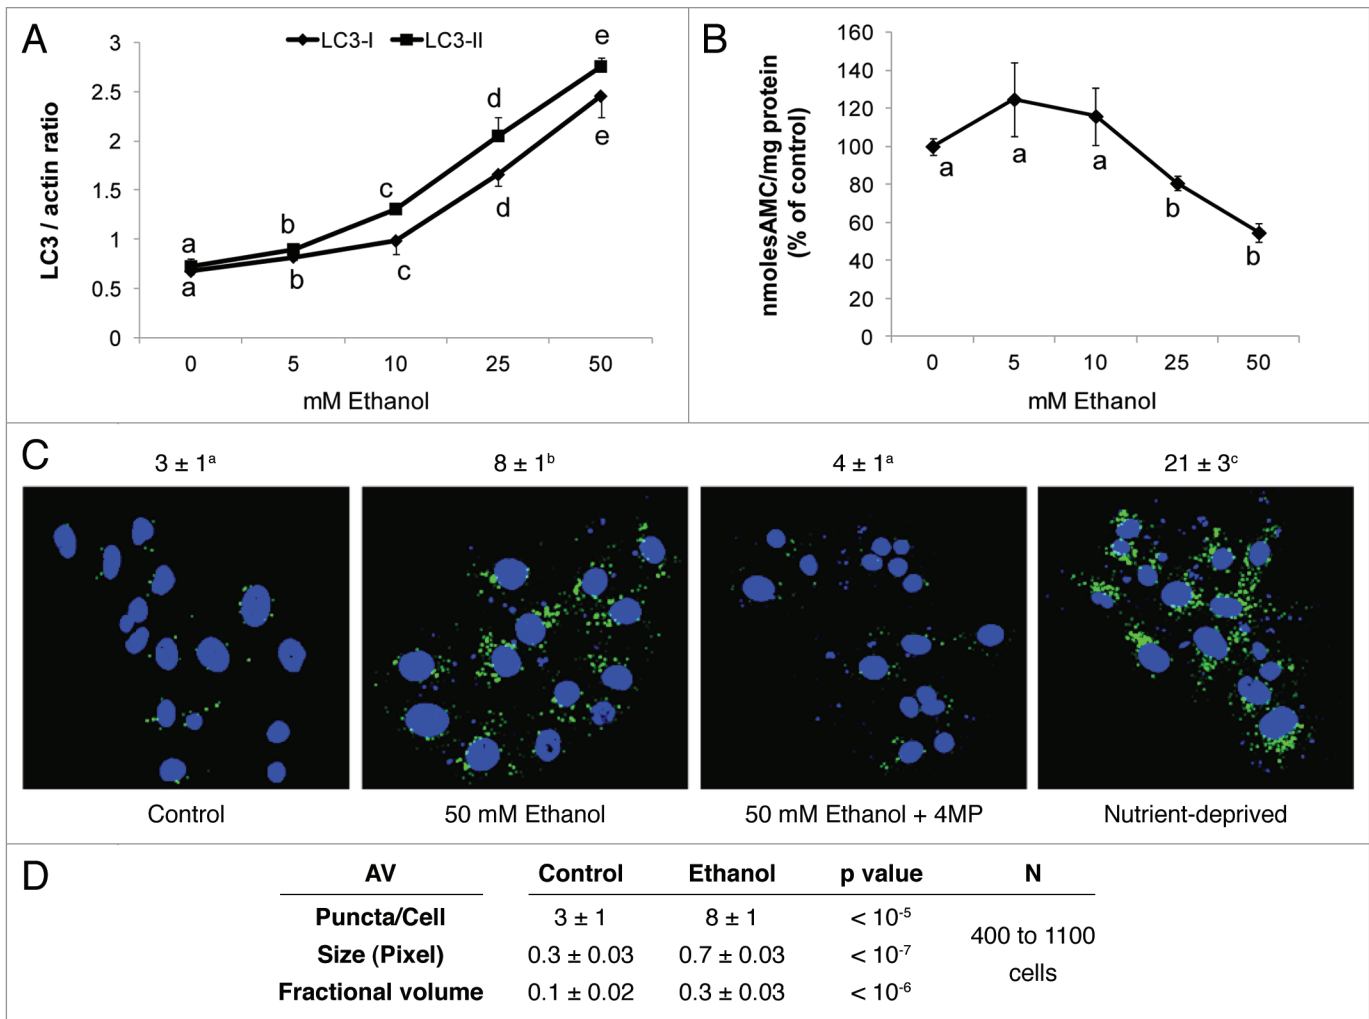 A
LC3-I LC3-II
3
2.5
2
1.5
1
0.5
0
LC3 / actin ratio
a b c d e
a b c d e
0 5 10 25 50
mM Ethanol
B
160
140
120
100
80
60
40
20
0
nmolesAMC/mg protein
(% of control)
a a a b b
0 5 10 25 50
mM Ethanol
C
3 ± 1ᵃ 8 ± 1ᵇ 4 ± 1ᵃ 21 ± 3ᶜ
Control 50 mM Ethanol 50 mM Ethanol + 4MP Nutrient-deprived
D
AV Control Ethanol p value N
Puncta/Cell 3 ± 1 8 ± 1 < 10⁻⁵
Size (Pixel) 0.3 ± 0.03 0.7 ± 0.03 < 10⁻⁷
Fractional volume 0.1 ± 0.02 0.3 ± 0.03 < 10⁻⁶
400 to 1100
cells